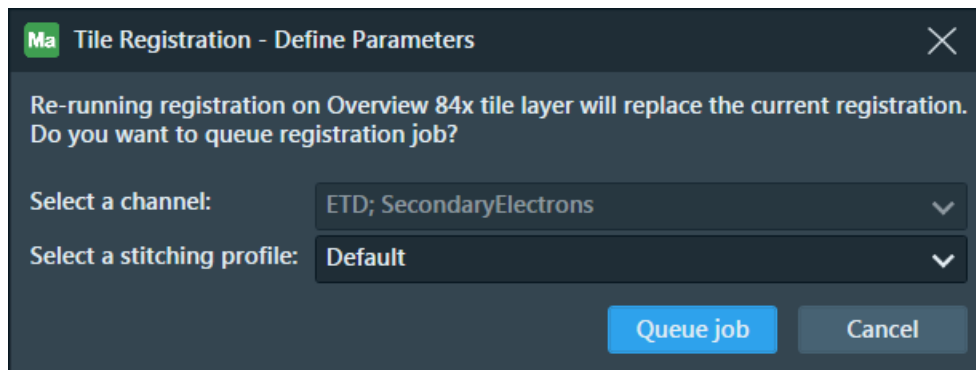 Ma Tile Registration - Define Parameters
Re-running registration on Overview 84x tile layer will replace the current registration.
Do you want to queue registration job?
Select a channel: ETD; SecondaryElectrons
Select a stitching profile: Default
Queue job Cancel